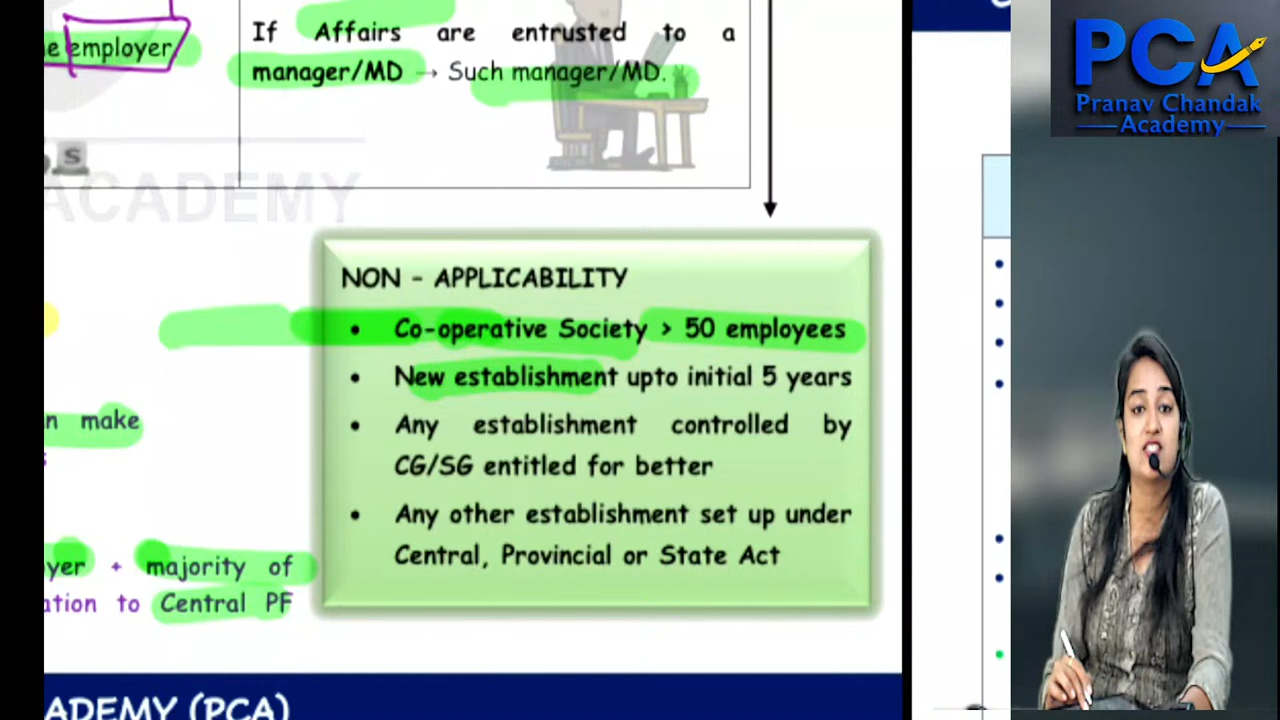 employer
If Affairs are entrusted to a
manager/MD → Such manager/MD.
S
ACADEMY
NON - APPLICABILITY
• Co-operative Society > 50 employees
• New establishment upto initial 5 years
• Any establishment controlled by
CG/SG entitled for better
• Any other establishment set up under
Central, Provincial or State Act
make
majority of
to Central PF
ADEMY (PCA)
PCA
Pranav Chandak
Academy